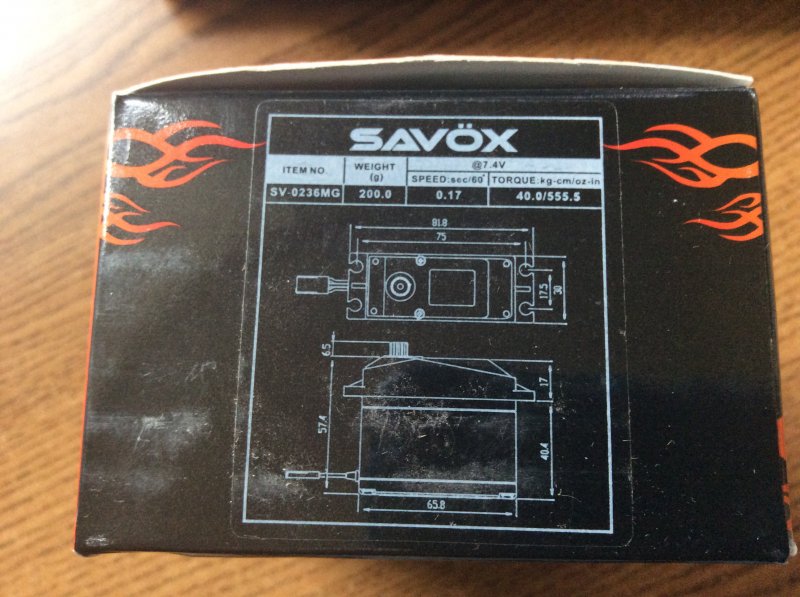 SAVÖX
ITEM NO. WEIGHT (g) @7.4V
SPEED:sec/60° TORQUE:kg-cm/oz-in
SV-0236MG 200.0 0.17 40.0/555.5
81.8
75
17.5
30
6.5
17
57.4
40.4
65.8